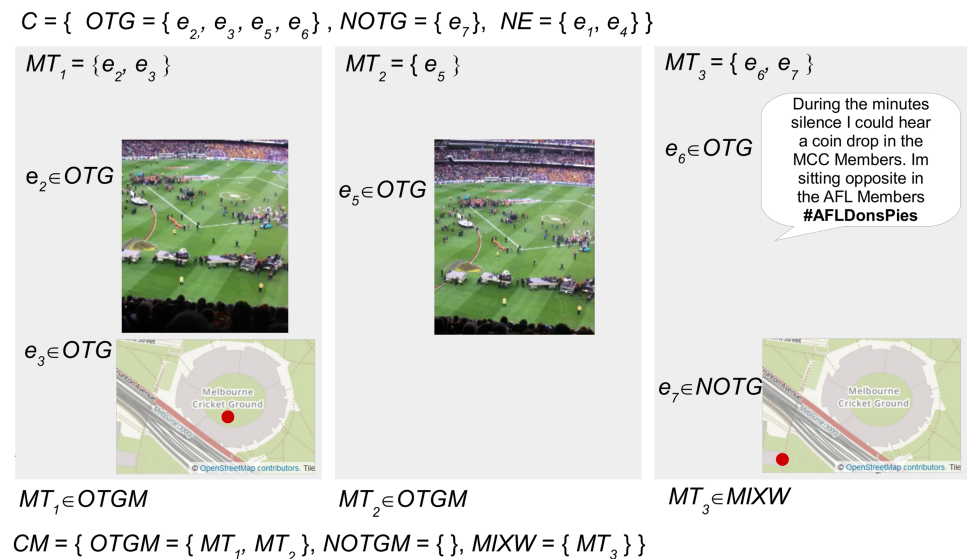 C = { OTG = { e2, e3, e5, e6} , NOTG = { e7}, NE = { e1, e4} }
MT1 = {e2, e3 }
e2∈OTG
e3∈OTG
Melbourne
Cricket Ground
© OpenStreetMap contributors. Tile
MT1∈OTGM
MT2 = { e5 }
e5∈OTG
MT2∈OTGM
MT3 = { e6, e7 }
e6∈OTG
During the minutes
silence I could hear
a coin drop in the
MCC Members. Im
sitting opposite in
the AFL Members
#AFLDonsPies
e7∈NOTG
Melbourne
Cricket Ground
© OpenStreetMap contributors. Tile
MT3∈MIXW
CM = { OTGM = { MT1, MT2 }, NOTGM = { }, MIXW = { MT3 } }